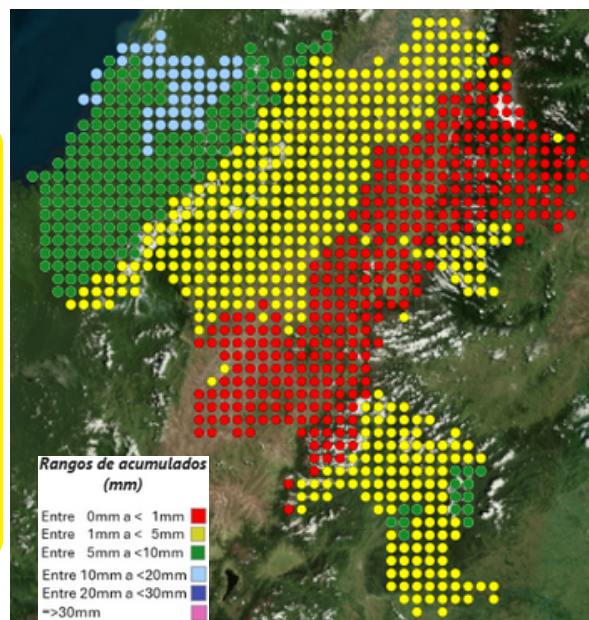 Rangos de acumulados
(mm)
Entre 0mm a < 1mm
Entre 1mm a < 5mm
Entre 5mm a <10mm
Entre 10mm a <20mm
Entre 20mm a <30mm
=>30mm